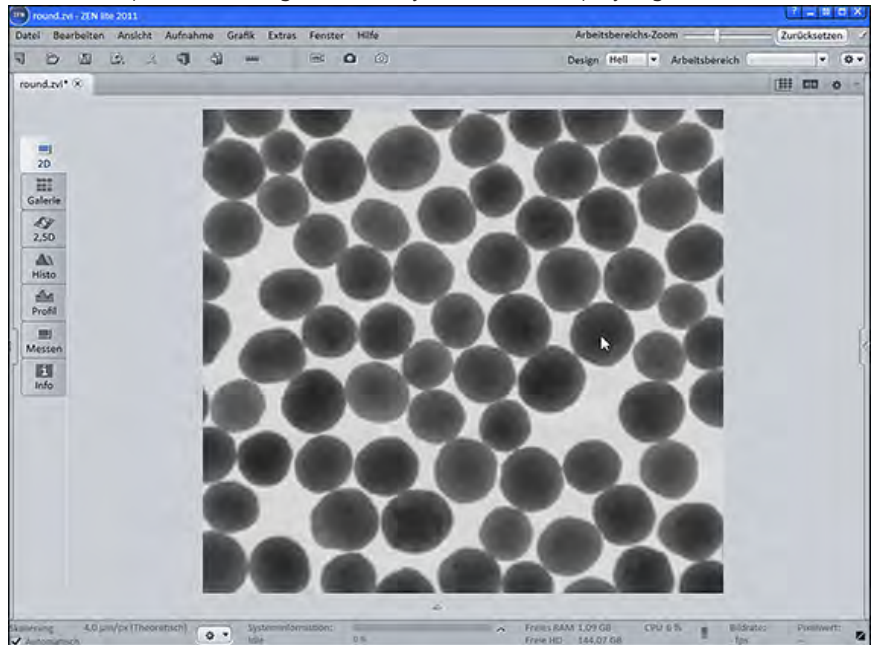 round.zvi - ZEN lite 2011
Datei Bearbeiten Ansicht Aufnahme Grafik Extras Fenster Hilfe Arbeitsbereichs-Zoom Zurücksetzen
Design Hell Arbeitsbereich
round.zvi*
2D
Galerie
2,5D
Histo
Profil
Messen
Info
Skalierung 4,0 µm/px (Theoretisch) Systeminformation: Freies RAM 1,09 GB CPU 6 % Bildrate: Pixelwert:
Automatisch Idle 0 % Freie HD 144,07 GB - fps